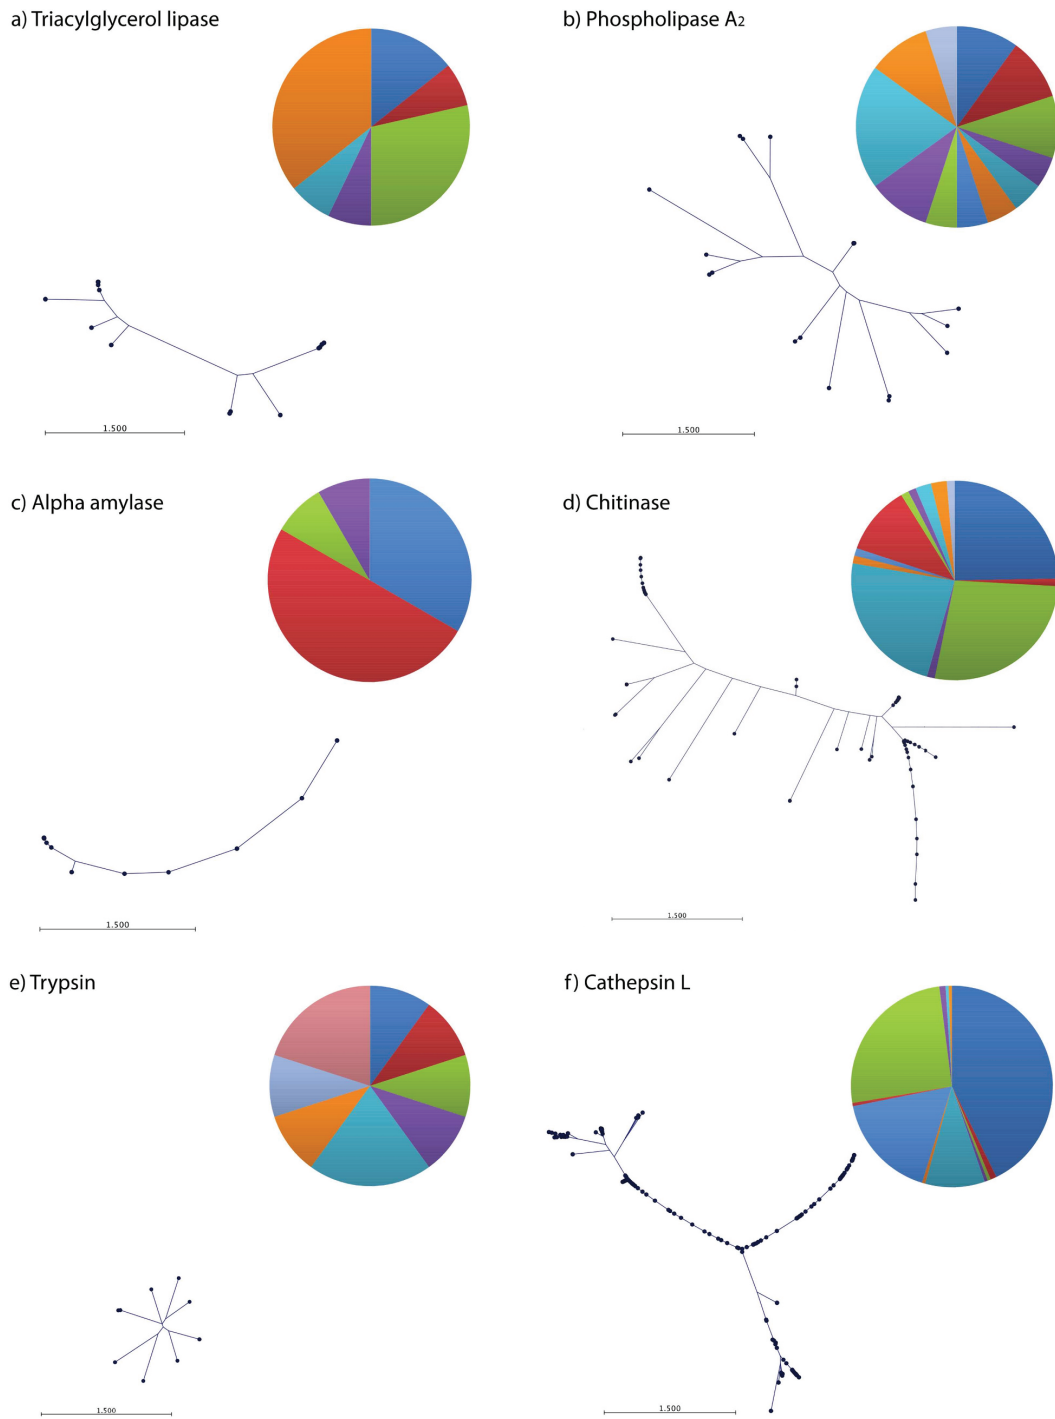 a) Triacylglycerol lipase
b) Phospholipase A₂
1.500
1.500
c) Alpha amylase
d) Chitinase
1.500
1.500
e) Trypsin
f) Cathepsin L
1.500
1.500